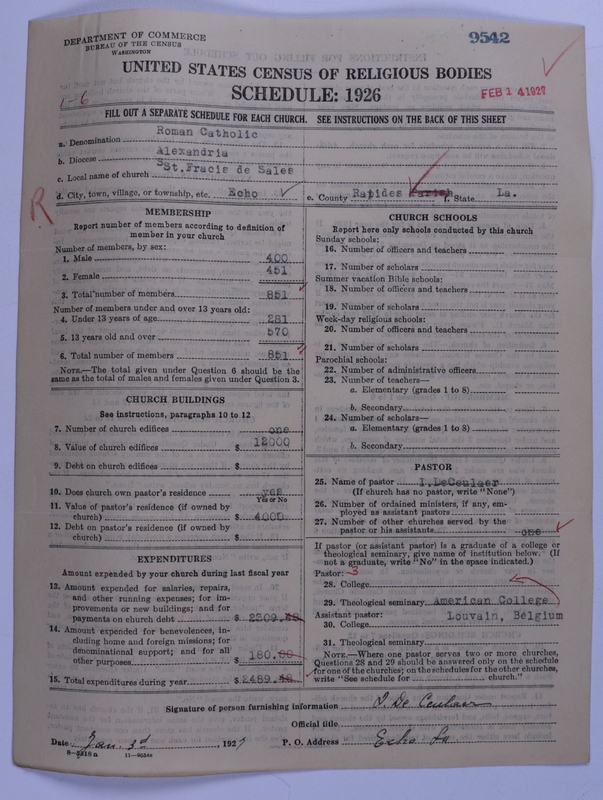 DEPARTMENT OF COMMERCE
BUREAU OF THE CENSUS
WASHINGTON
9542
UNITED STATES CENSUS OF RELIGIOUS BODIES
SCHEDULE: 1926
FEB 14 1927
1-6
FILL OUT A SEPARATE SCHEDULE FOR EACH CHURCH. SEE INSTRUCTIONS ON THE BACK OF THIS SHEET
a. Denomination Roman Catholic
b. Diocese Alexandria
c. Local name of church St.Fracis de Sales
d. City, town, village, or township, etc. Echo
e. County Rapides Parish f. State La.
R
MEMBERSHIP
Report number of members according to definition of
member in your church
Number of members, by sex:
1. Male 400
2. Female 451
3. Total number of members 851
Number of members under and over 13 years old:
4. Under 13 years of age 281
5. 13 years old and over 570
6. Total number of members 851
NOTE.—The total given under Question 6 should be the
same as the total of males and females given under Question 3.
CHURCH BUILDINGS
See instructions, paragraphs 10 to 12
7. Number of church edifices one
8. Value of church edifices $ 12000
9. Debt on church edifices $
10. Does church own pastor's residence yes
Yes or No
11. Value of pastor's residence (if owned by
church) $ 4000
12. Debt on pastor's residence (if owned by
church) $
EXPENDITURES
Amount expended by your church during last fiscal year
13. Amount expended for salaries, repairs,
and other running expenses; for im-
provements or new buildings; and for
payments on church debt $ 2309.
14. Amount expended for benevolences, in-
cluding home and foreign missions; for
denominational support; and for all
other purposes $ 180.
15. Total expenditures during year $ 2489.
CHURCH SCHOOLS
Report here only schools conducted by this church
Sunday schools:
16. Number of officers and teachers
17. Number of scholars
Summer vacation Bible schools:
18. Number of officers and teachers
19. Number of scholars
Week-day religious schools:
20. Number of officers and teachers
21. Number of scholars
Parochial schools:
22. Number of administrative officers
23. Number of teachers—
a. Elementary (grades 1 to 8)
b. Secondary
24. Number of scholars—
a. Elementary (grades 1 to 8)
b. Secondary
PASTOR
25. Name of pastor I.DeCeulaer
(If church has no pastor, write "None")
26. Number of ordained ministers, if any, em-
ployed as assistant pastors
27. Number of other churches served by the
pastor or his assistants one
If pastor (or assistant pastor) is a graduate of a college or
theological seminary, give name of institution below. (If
not a graduate, write "No" in the space indicated.)
Pastor: 3
28. College
29. Theological seminary American College
Assistant pastor: Louvain, Belgium
30. College
31. Theological seminary
NOTE.—Where one pastor serves two or more churches,
Questions 28 and 29 should be answered only on the schedule
for one of the churches; on the schedules for the other churches,
write "See schedule for church."
Signature of person furnishing information I. De Ceulaer
Official title
Date Jan. 3d, 1927 P. O. Address Echo La
8-5218a 11-9034a